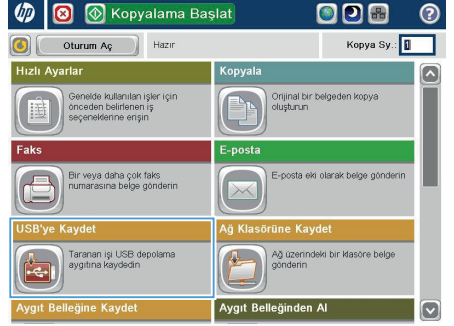 hp
Kopyalama Başlat
Oturum Aç
Hazır
Kopya Sy.: 1
Hızlı Ayarlar
Genelde kullanılan işler için
önceden belirlenen iş
seçeneklerine erişin
Kopyala
Orijinal bir belgeden kopya
oluşturun
Faks
Bir veya daha çok faks
numarasına belge gönderin
E-posta
E-posta eki olarak belge gönderin
USB'ye Kaydet
Taranan işi USB depolama
aygıtına kaydedin
Ağ Klasörüne Kaydet
Ağ üzerindeki bir klasöre belge
gönderin
Aygıt Belleğine Kaydet
Aygıt Belleğinden Al